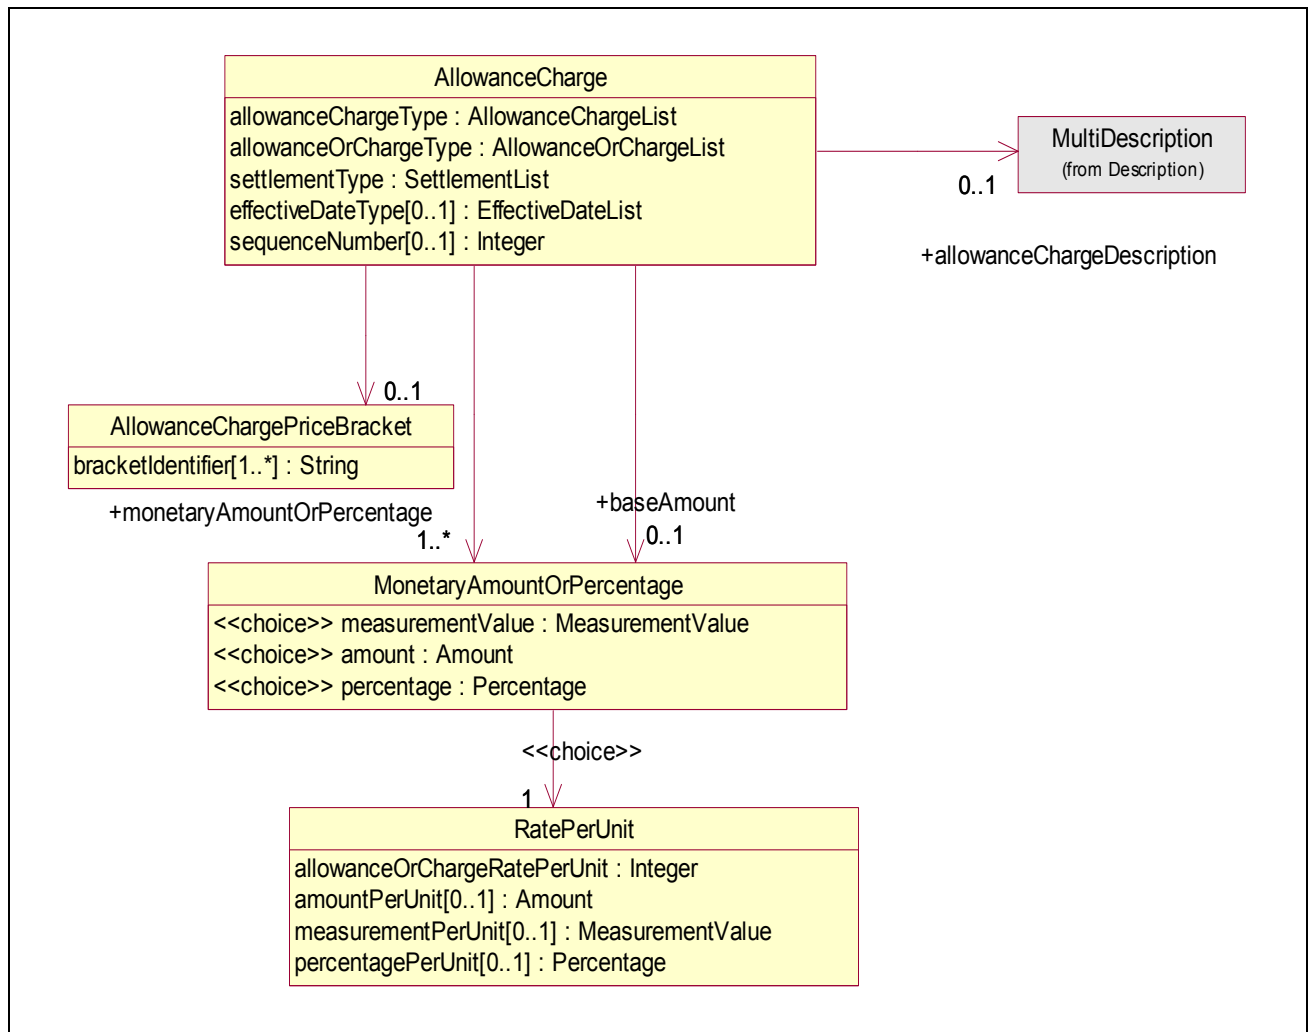 AllowanceCharge
allowanceChargeType : AllowanceChargeList
allowanceOrChargeType : AllowanceOrChargeList
settlementType : SettlementList
effectiveDateType[0..1] : EffectiveDateList
sequenceNumber[0..1] : Integer
MultiDescription
(from Description)
0..1
+allowanceChargeDescription
0..1
AllowanceChargePriceBracket
bracketIdentifier[1..*] : String
+monetaryAmountOrPercentage
1..*
+baseAmount
0..1
MonetaryAmountOrPercentage
<<choice>> measurementValue : MeasurementValue
<<choice>> amount : Amount
<<choice>> percentage : Percentage
<<choice>>
1
RatePerUnit
allowanceOrChargeRatePerUnit : Integer
amountPerUnit[0..1] : Amount
measurementPerUnit[0..1] : MeasurementValue
percentagePerUnit[0..1] : Percentage